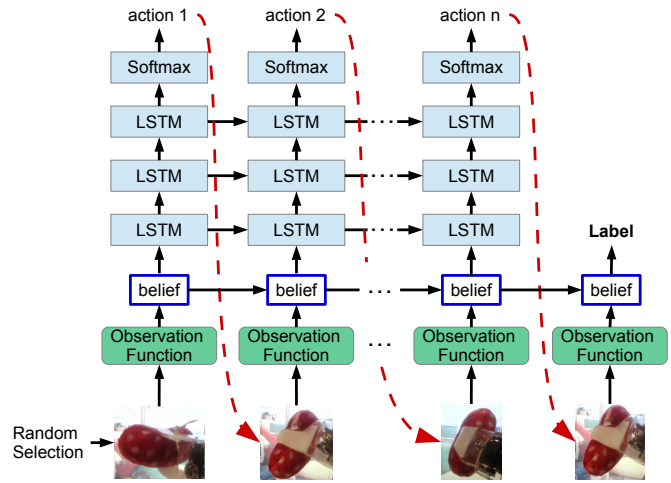 action 1 action 2 action n
Softmax Softmax Softmax
LSTM LSTM ... LSTM
LSTM LSTM ... LSTM
LSTM LSTM ... LSTM
Label
belief belief ... belief belief
Observation Observation Observation Observation
Function Function ... Function Function
Random
Selection